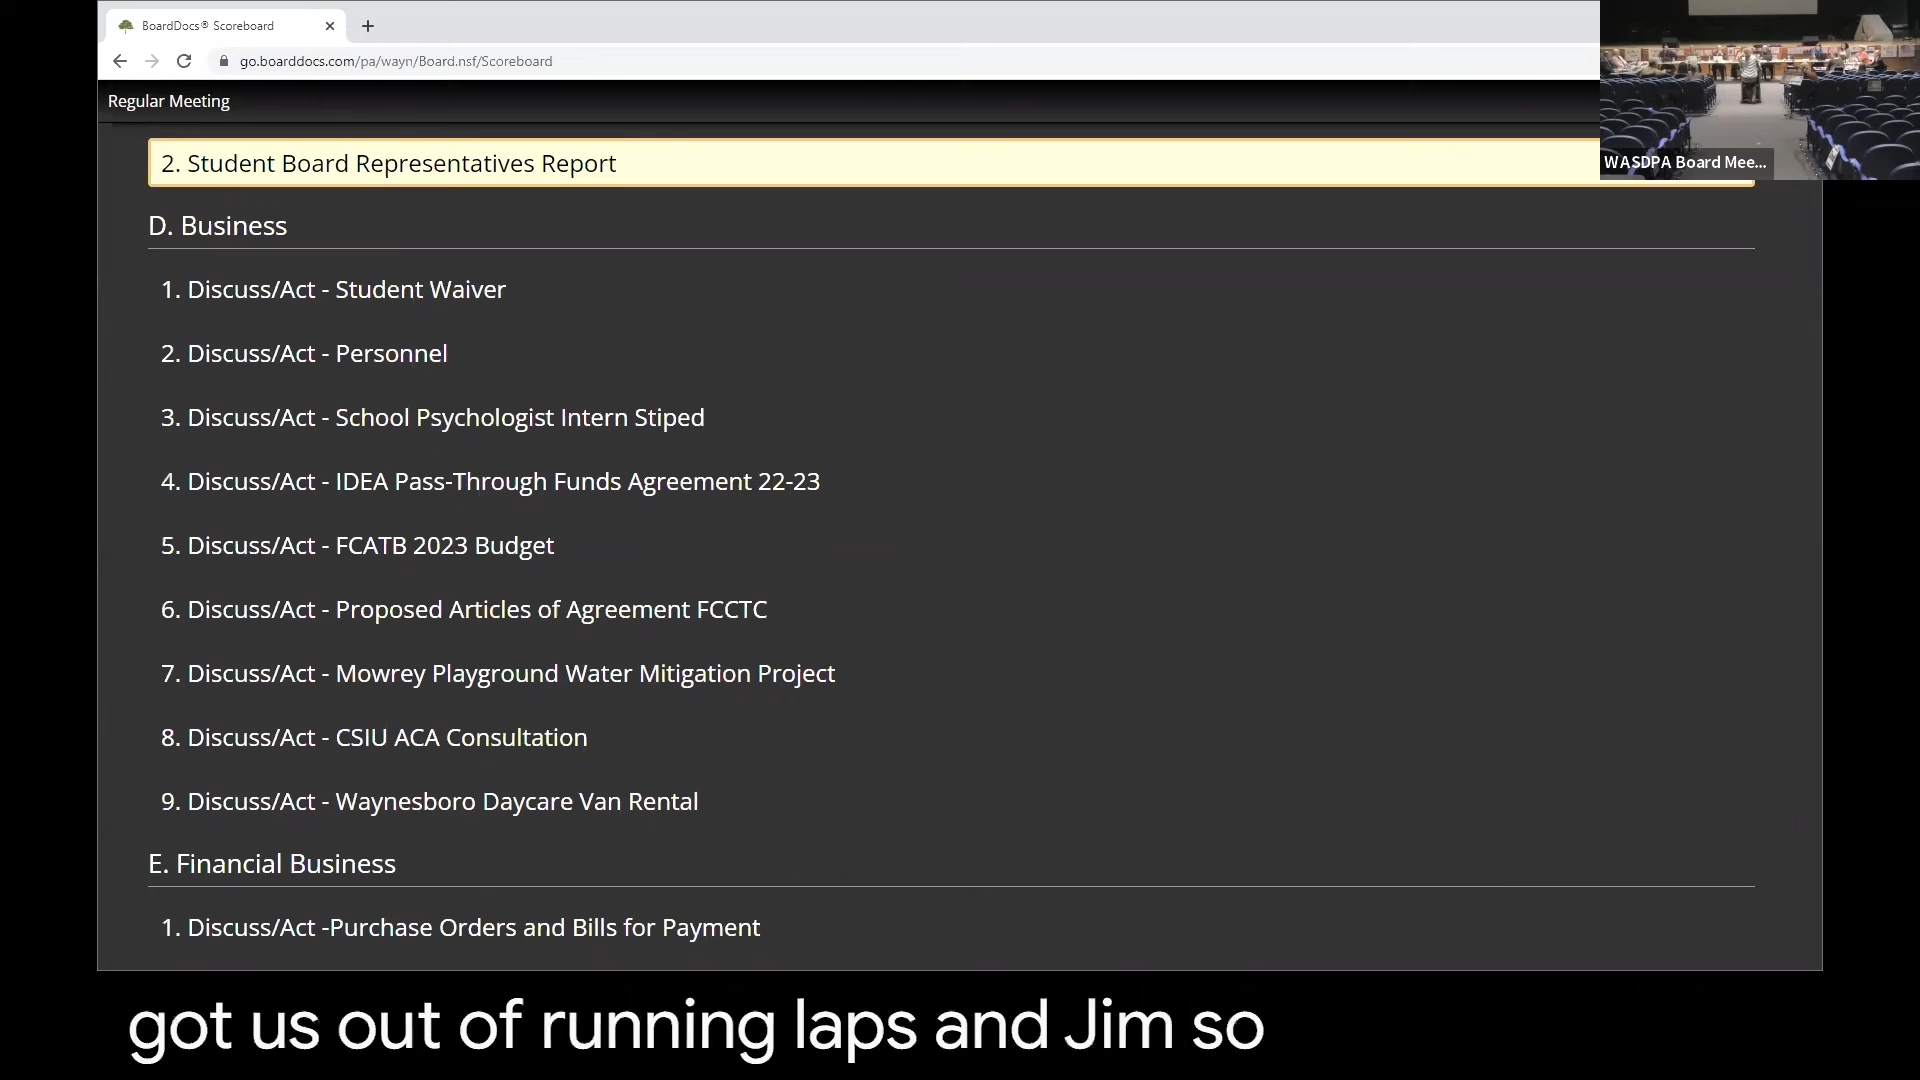 BoardDocs® Scoreboard
go.boarddocs.com/pa/wayn/Board.nsf/Scoreboard
Regular Meeting
WASDPA Board Mee...
2. Student Board Representatives Report
D. Business
1. Discuss/Act - Student Waiver
2. Discuss/Act - Personnel
3. Discuss/Act - School Psychologist Intern Stiped
4. Discuss/Act - IDEA Pass-Through Funds Agreement 22-23
5. Discuss/Act - FCATB 2023 Budget
6. Discuss/Act - Proposed Articles of Agreement FCCTC
7. Discuss/Act - Mowrey Playground Water Mitigation Project
8. Discuss/Act - CSIU ACA Consultation
9. Discuss/Act - Waynesboro Daycare Van Rental
E. Financial Business
1. Discuss/Act -Purchase Orders and Bills for Payment
got us out of running laps and Jim so